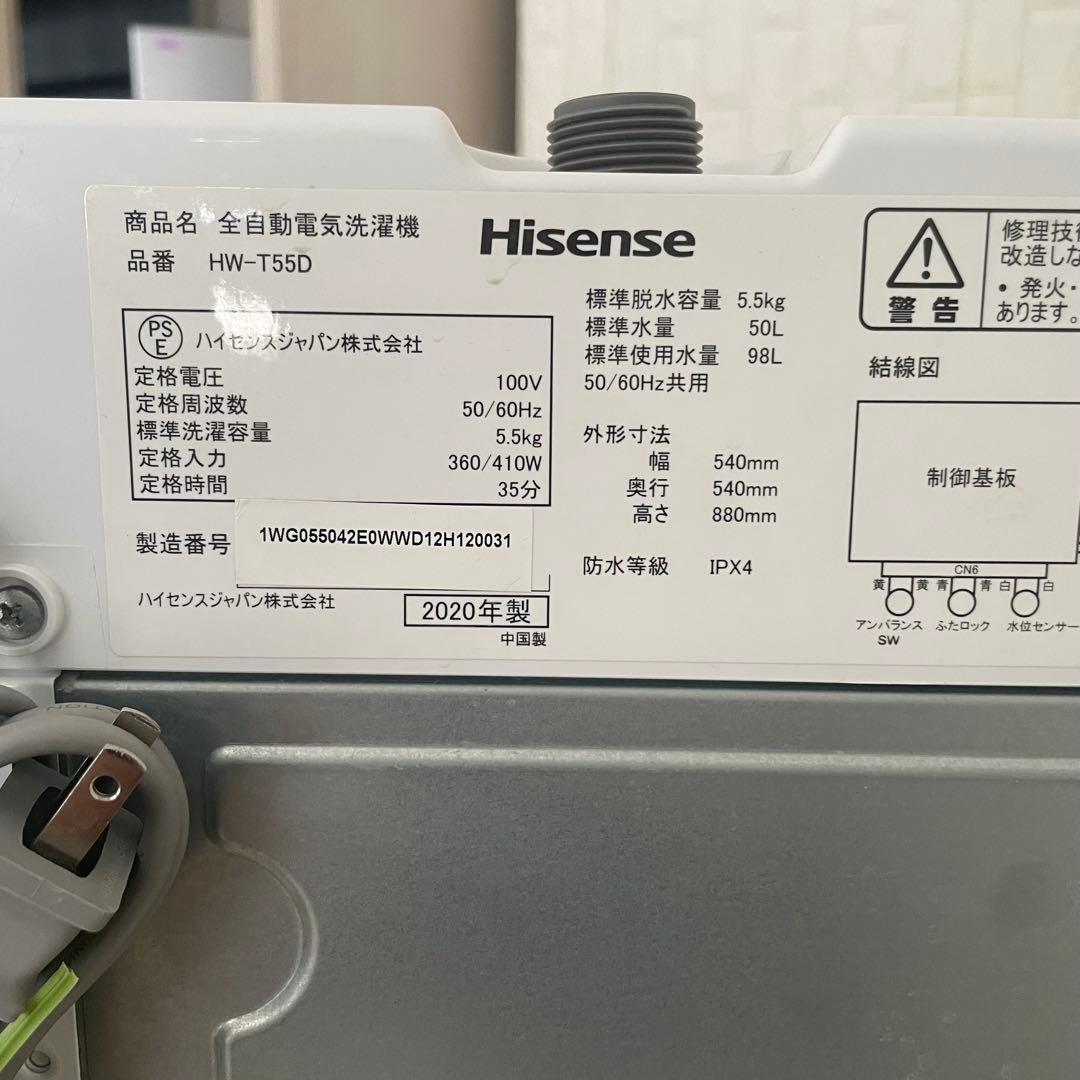 商品名 全自動電気洗濯機
品番 HW-T55D
Hisense
PS
E
ハイセンスジャパン株式会社
定格電圧 100V
定格周波数 50/60Hz
標準洗濯容量 5.5kg
定格入力 360/410W
定格時間 35分
製造番号 1WG055042E0WWD12H120031
ハイセンスジャパン株式会社
2020年製
中国製
標準脱水容量 5.5kg
標準水量 50L
標準使用水量 98L
50/60Hz共用
外形寸法
幅 540mm
奥行 540mm
高さ 880mm
防水等級 IPX4
警告
修理技
改造しな
• 発火・
あります。
結線図
制御基板
CN6
黄 黄 青 青 白 白
アンバランス ふたロック 水位センサー
SW